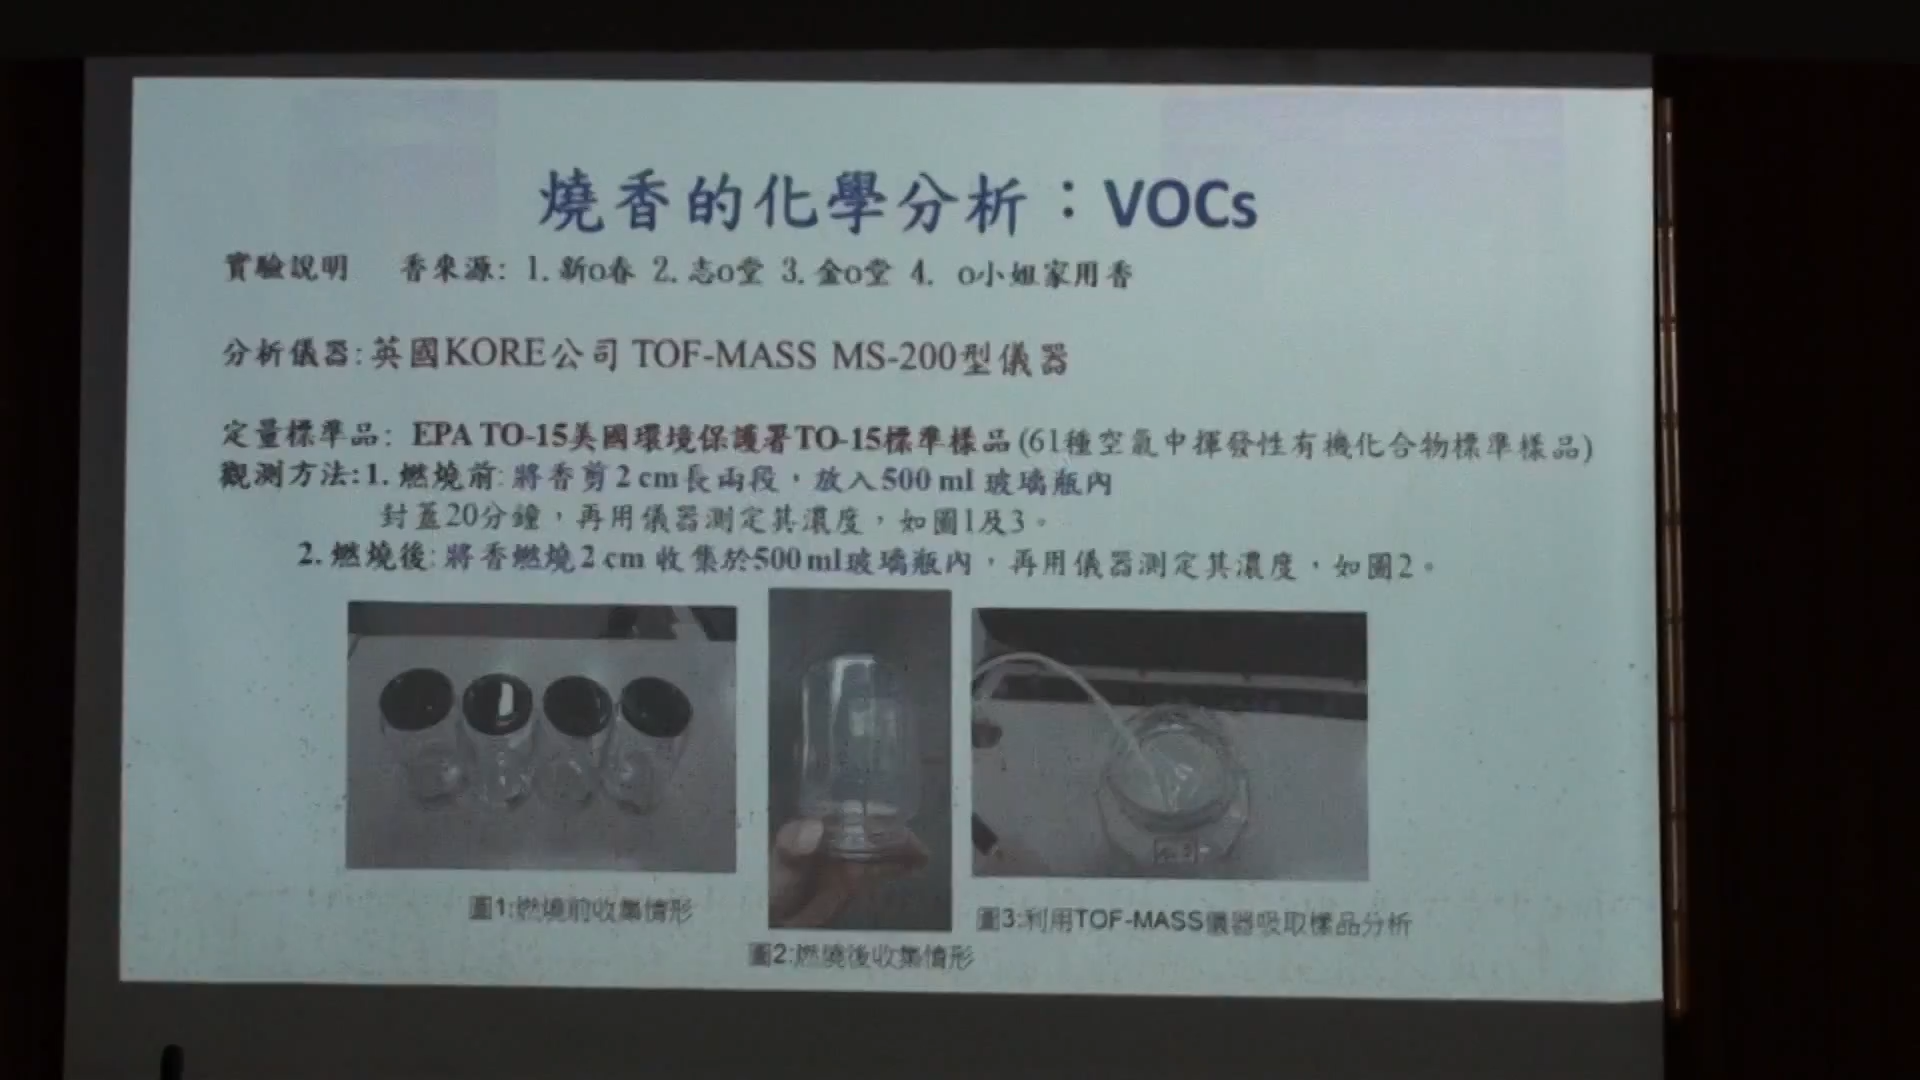 燒香的化學分析：VOCs
實驗說明 香來源: 1. 新o春 2. 志o堂 3. 金o堂 4. o小姐家用香
分析儀器: 英國KORE公司 TOF-MASS MS-200型儀器
定量標準品: EPA TO-15美國環境保護署TO-15標準樣品(61種空氣中揮發性有機化合物標準樣品)
觀測方法:1. 燃燒前: 將香剪2 cm長兩段，放入500 ml 玻璃瓶內
封蓋20分鐘，再用儀器測定其濃度，如圖1及3。
2. 燃燒後: 將香燃燒2 cm 收集於500 ml玻璃瓶內，再用儀器測定其濃度，如圖2。
圖1:燃燒前收集情形
圖2:燃燒後收集情形
圖3:利用TOF-MASS儀器吸取樣品分析